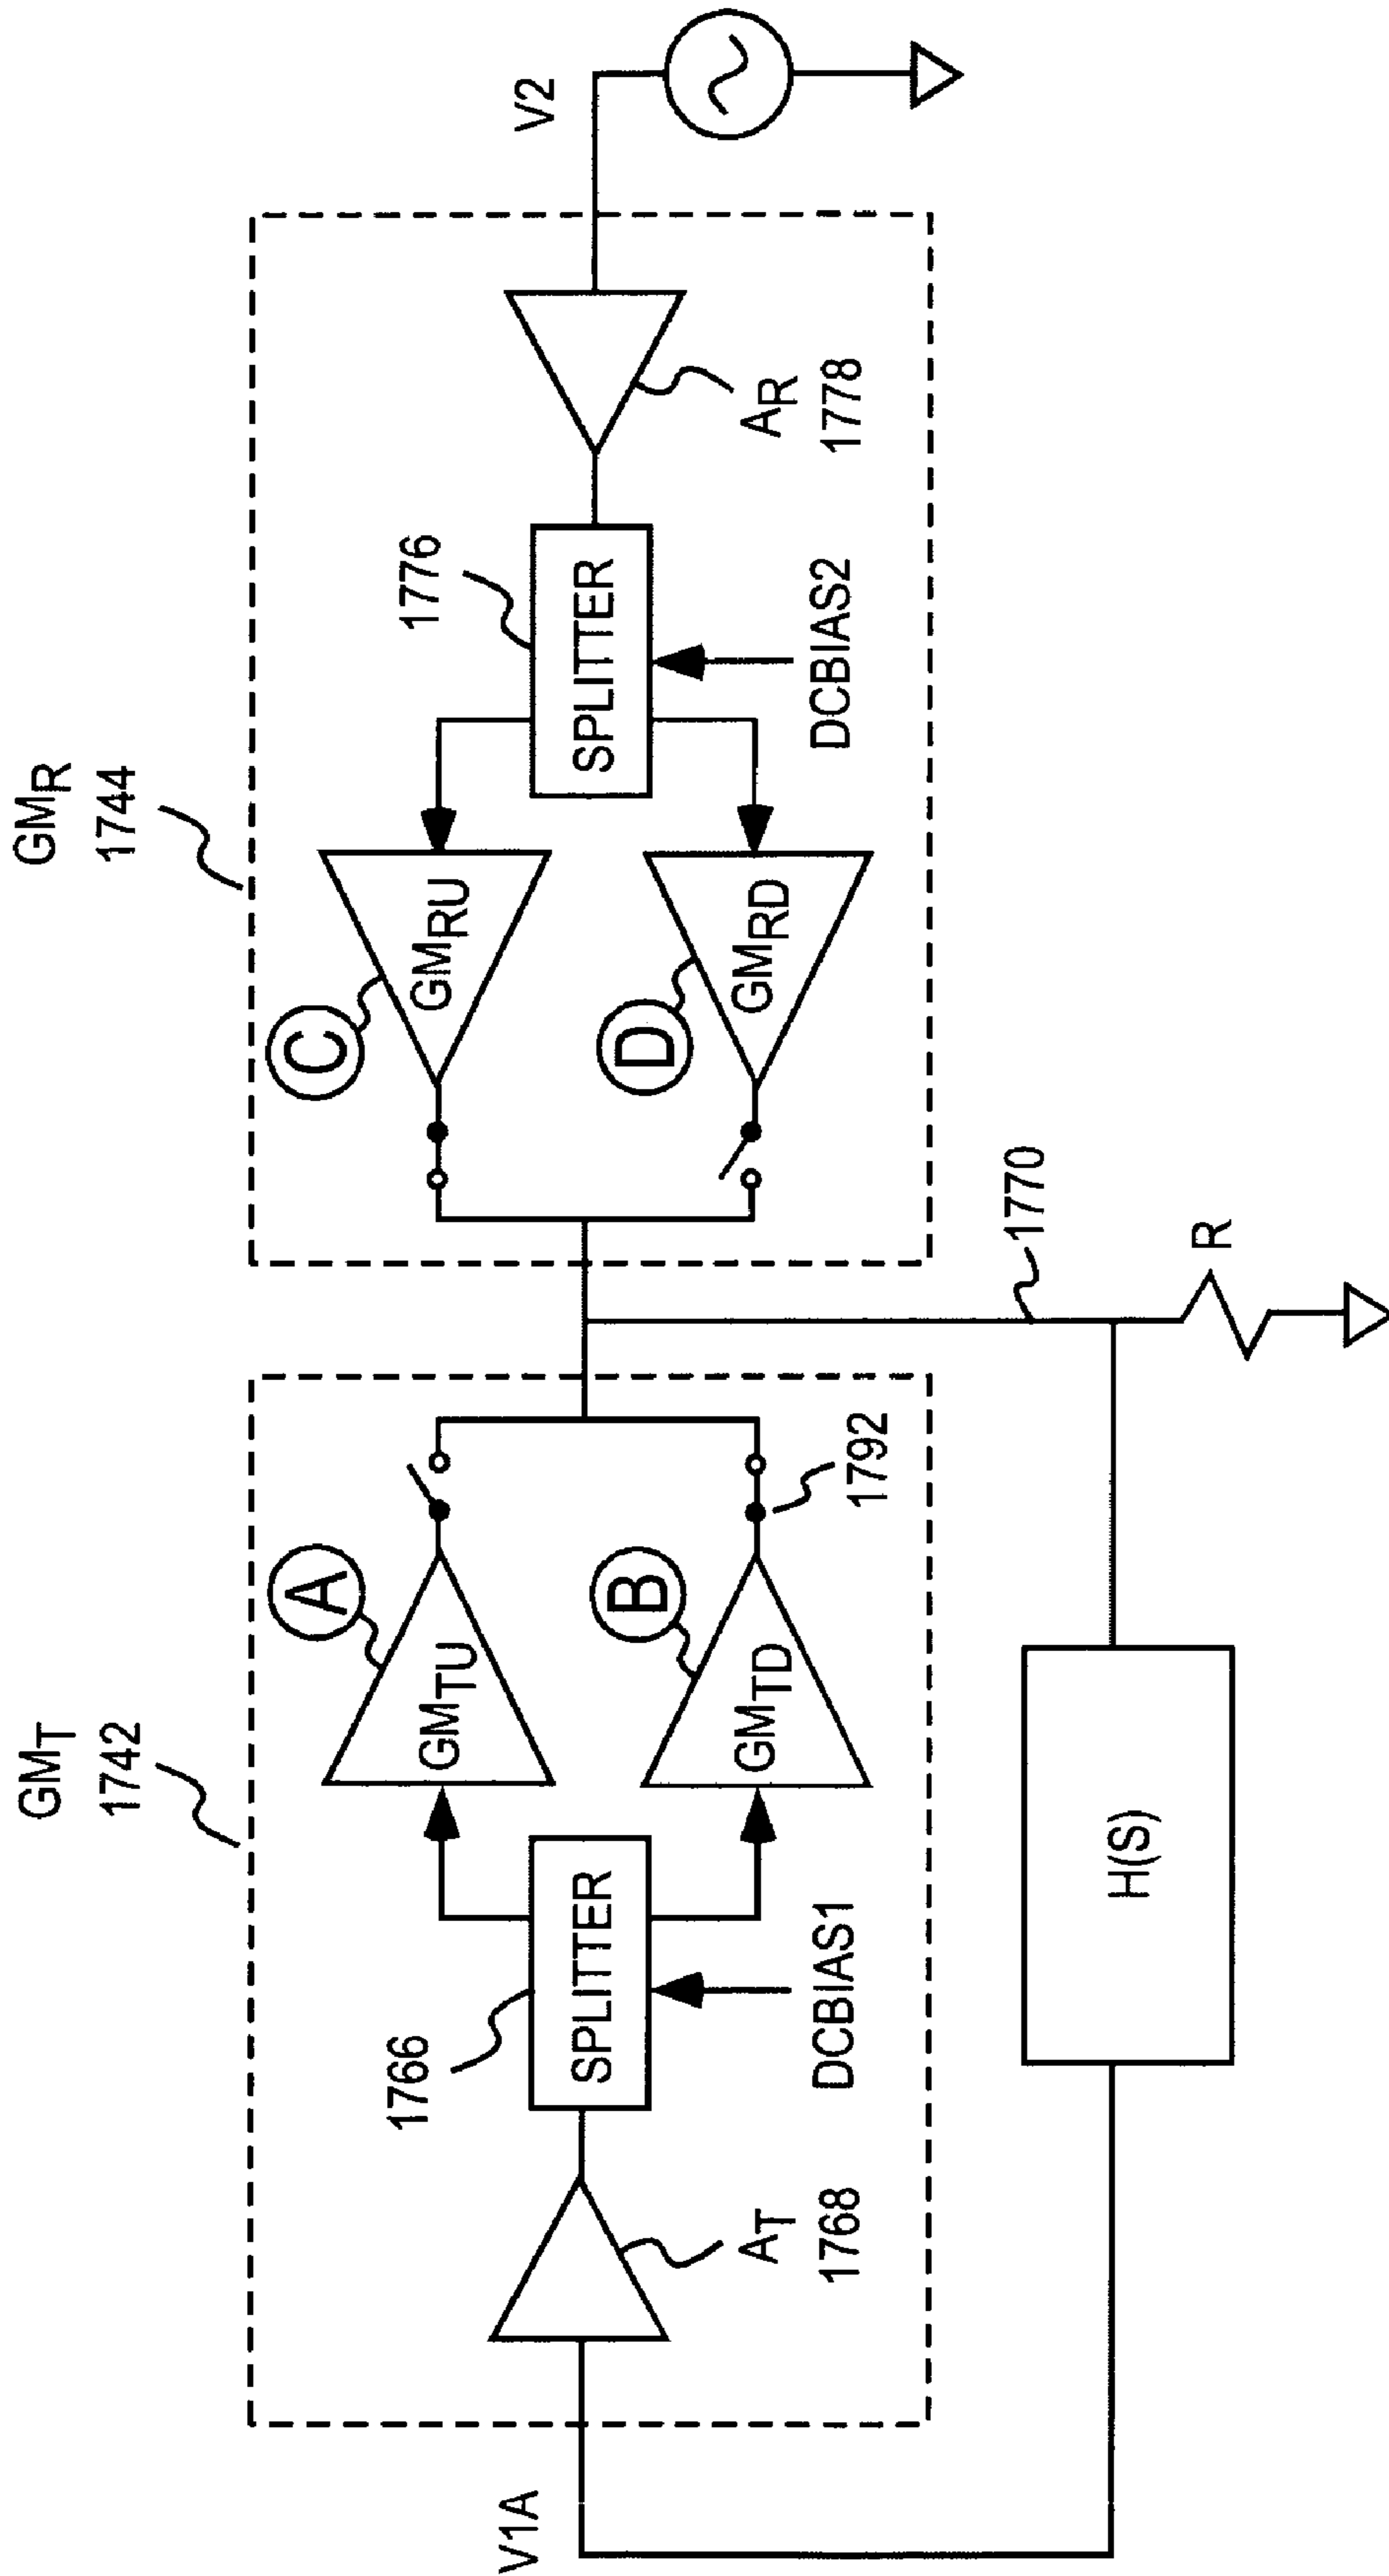 GMT
1742
GMR
1744
A
C
GMTU
GMRU
1766
1776
V2
V1A
SPLITTER
SPLITTER
B
D
GMTD
GMRD
AT
1768
DCBIAS1
1792
DCBIAS2
AR
1778
1770
H(S)
R